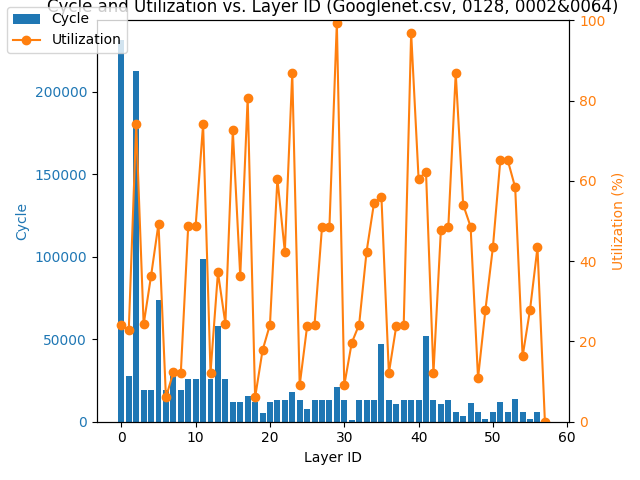 Cycle and Utilization vs. Layer ID (Googlenet.csv, 0128, 0002&0064)
Cycle
Utilization
100
200000
80
150000
60
100000
40
50000
20
0
0
Cycle
Utilization (%)
0 10 20 30 40 50 60
Layer ID